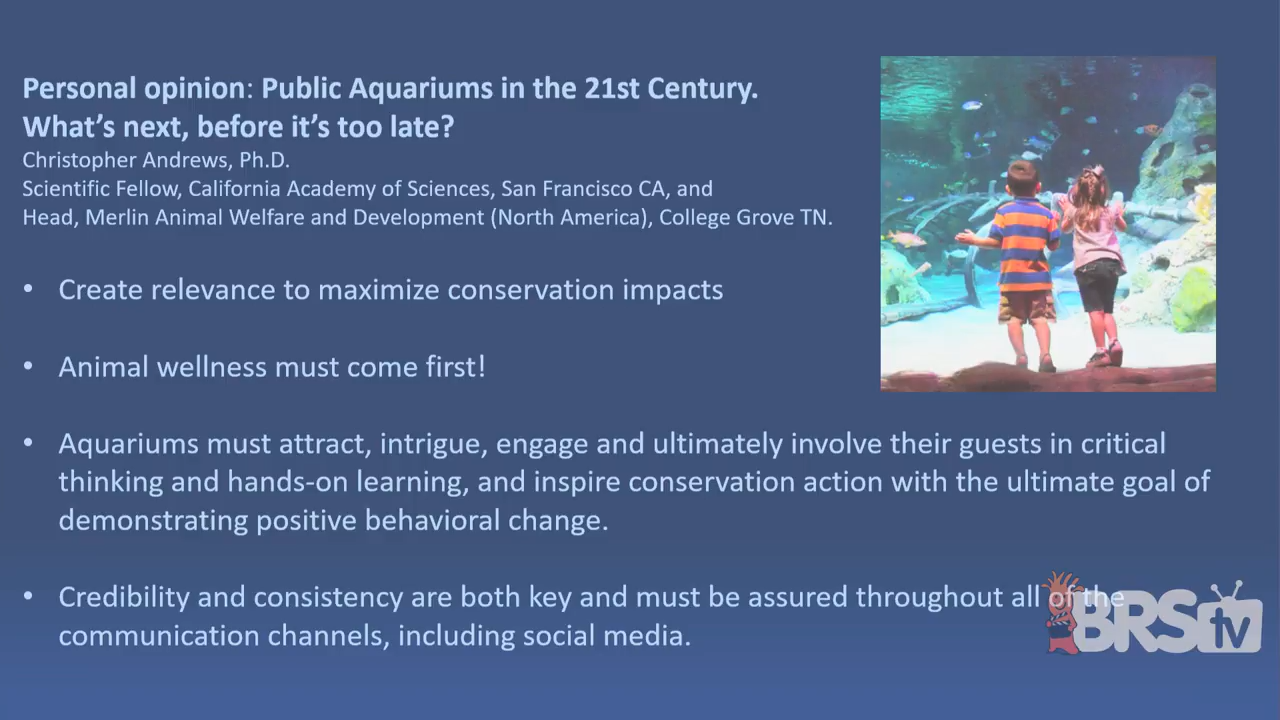 Personal opinion: Public Aquariums in the 21st Century.
What’s next, before it’s too late?
Christopher Andrews, Ph.D.
Scientific Fellow, California Academy of Sciences, San Francisco CA, and
Head, Merlin Animal Welfare and Development (North America), College Grove TN.
• Create relevance to maximize conservation impacts
• Animal wellness must come first!
• Aquariums must attract, intrigue, engage and ultimately involve their guests in critical
thinking and hands-on learning, and inspire conservation action with the ultimate goal of
demonstrating positive behavioral change.
• Credibility and consistency are both key and must be assured throughout all of the
communication channels, including social media.
BRS tv